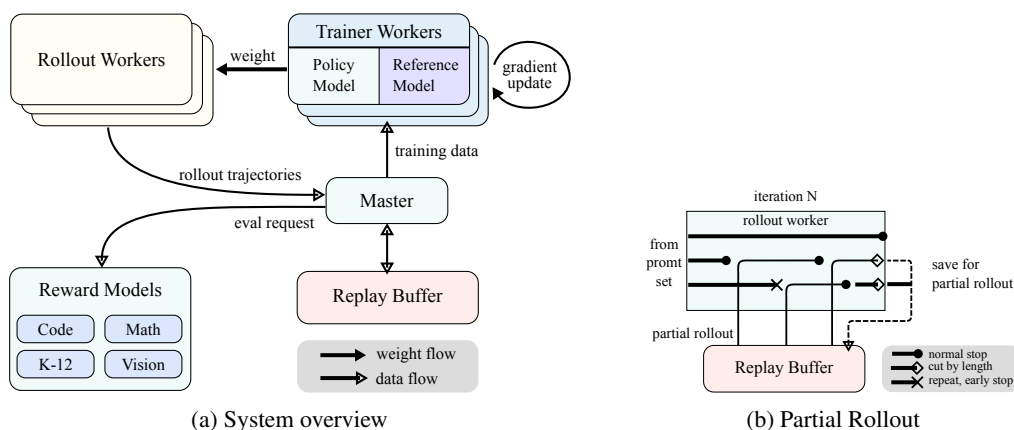 Rollout Workers
weight
Trainer Workers
Policy
Model
Reference
Model
gradient
update
training data
rollout trajectories
Master
eval request
Reward Models
Code
Math
K-12
Vision
Replay Buffer
weight flow
data flow
(a) System overview
iteration N
rollout worker
from
promt
set
save for
partial rollout
partial rollout
Replay Buffer
normal stop
cut by length
repeat, early stop
(b) Partial Rollout